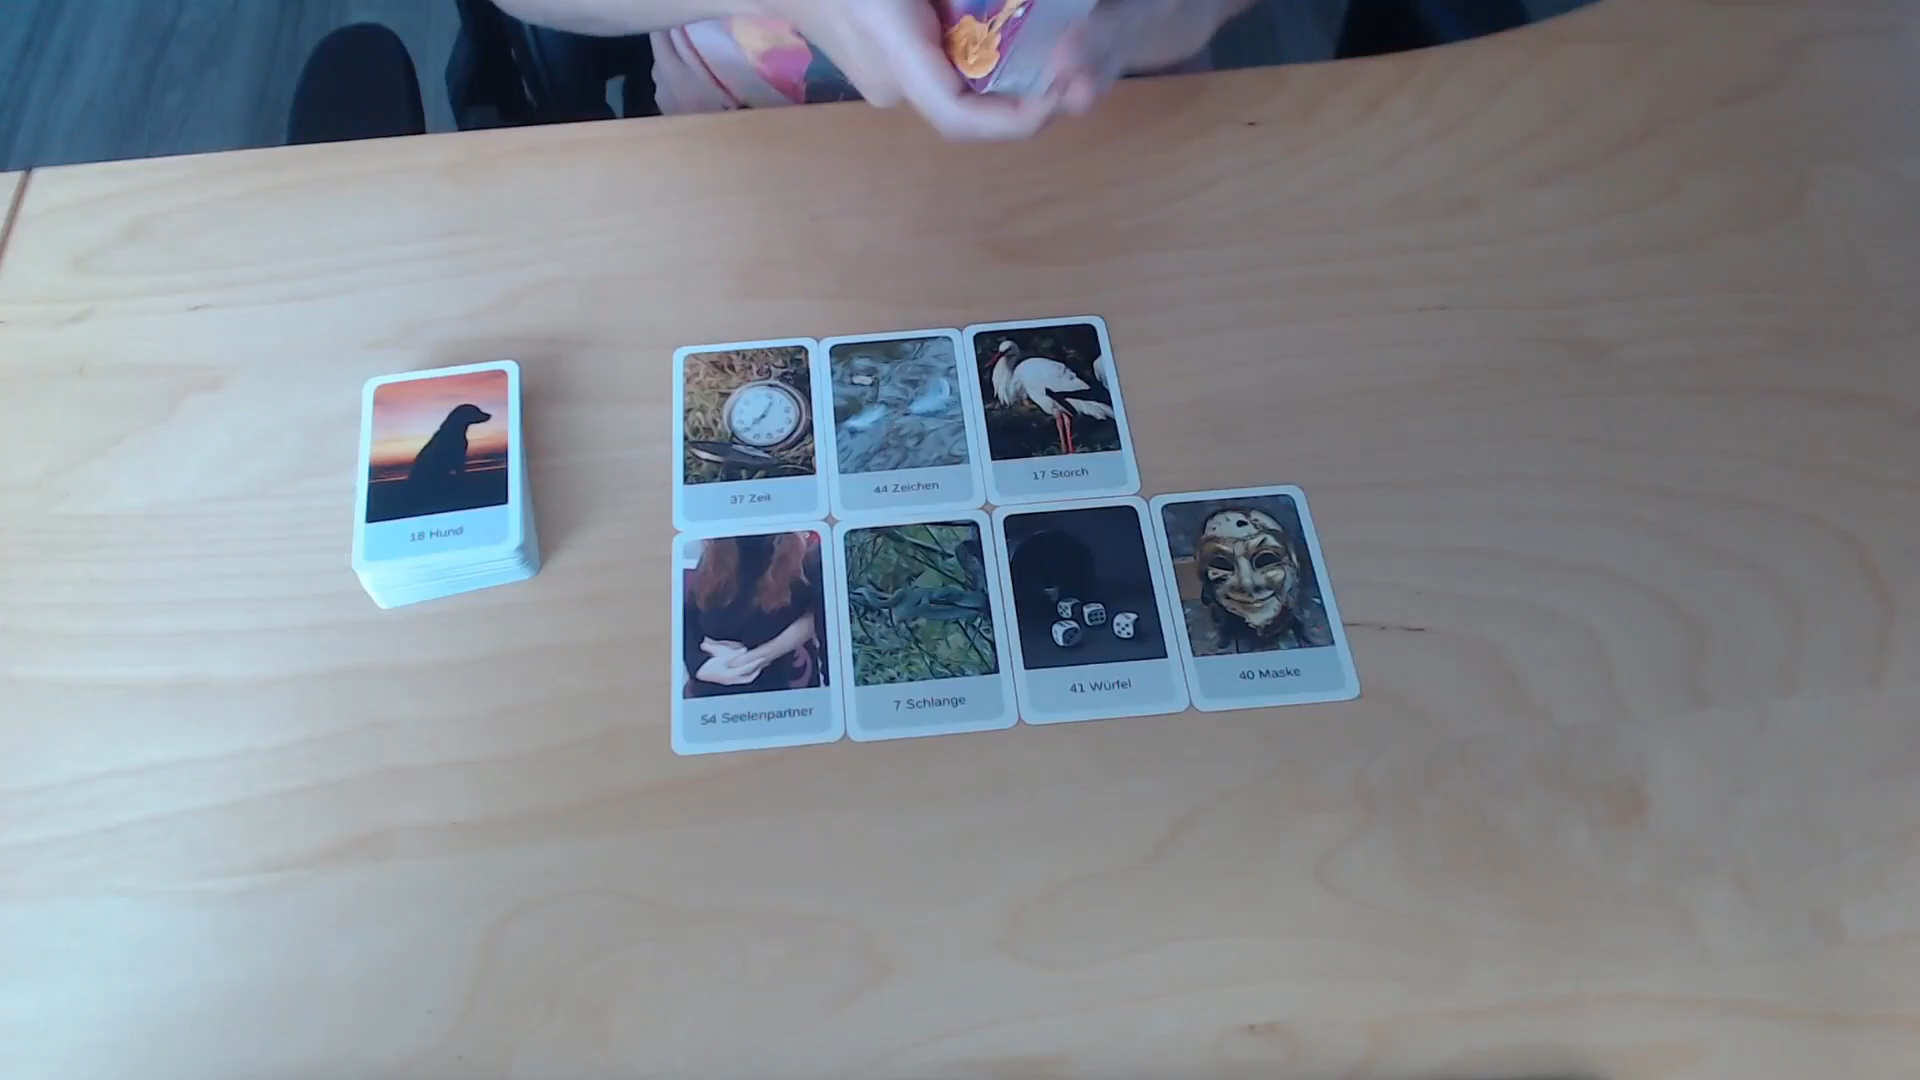 37 Zeit
44 Zeichen
17 Storch
18 Hund
54 Seelenpartner
7 Schlange
41 Würfel
40 Maske